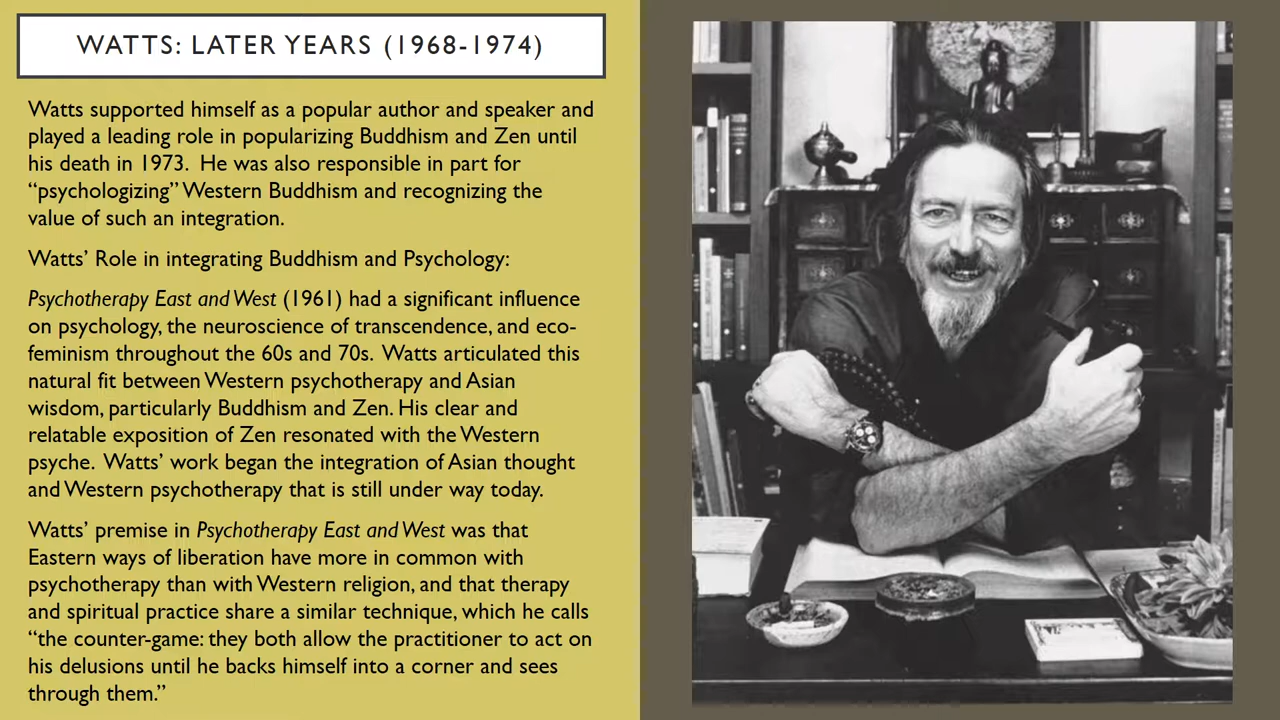 WATTS: LATER YEARS (1968-1974)
Watts supported himself as a popular author and speaker and
played a leading role in popularizing Buddhism and Zen until
his death in 1973.  He was also responsible in part for
“psychologizing” Western Buddhism and recognizing the
value of such an integration.
Watts’ Role in integrating Buddhism and Psychology:
Psychotherapy East and West (1961) had a significant influence
on psychology, the neuroscience of transcendence, and eco-
feminism throughout the 60s and 70s.  Watts articulated this
natural fit between Western psychotherapy and Asian
wisdom, particularly Buddhism and Zen. His clear and
relatable exposition of Zen resonated with the Western
psyche.  Watts’ work began the integration of Asian thought
and Western psychotherapy that is still under way today.
Watts’ premise in Psychotherapy East and West was that
Eastern ways of liberation have more in common with
psychotherapy than with Western religion, and that therapy
and spiritual practice share a similar technique, which he calls
“the counter-game: they both allow the practitioner to act on
his delusions until he backs himself into a corner and sees
through them.”